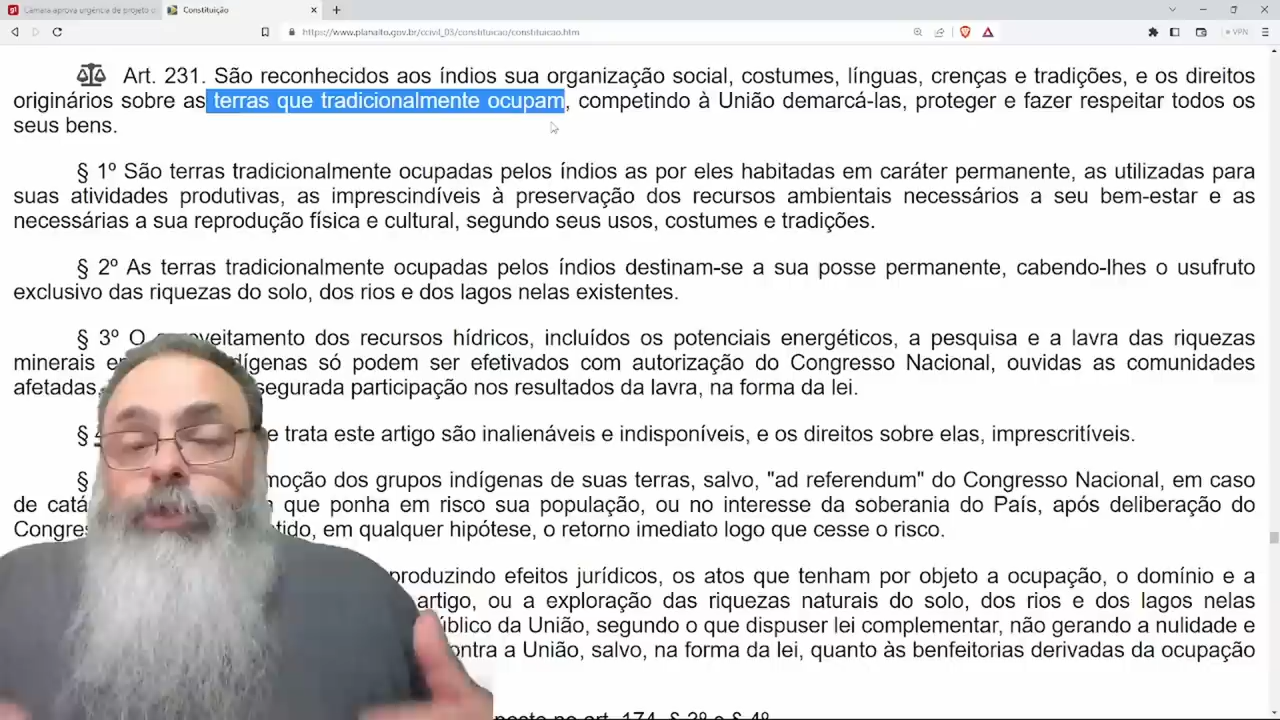 Câmara aprova urgência de projeto
Constituição
https://www.planalto.gov.br/ccivil_03/constituicao/constituicao.htm
VPN
Art. 231. São reconhecidos aos índios sua organização social, costumes, línguas, crenças e tradições, e os direitos
originários sobre as terras que tradicionalmente ocupam, competindo à União demarcá-las, proteger e fazer respeitar todos os
seus bens.
§ 1º São terras tradicionalmente ocupadas pelos índios as por eles habitadas em caráter permanente, as utilizadas para
suas atividades produtivas, as imprescindíveis à preservação dos recursos ambientais necessários a seu bem-estar e as
necessárias a sua reprodução física e cultural, segundo seus usos, costumes e tradições.
§ 2º As terras tradicionalmente ocupadas pelos índios destinam-se a sua posse permanente, cabendo-lhes o usufruto
exclusivo das riquezas do solo, dos rios e dos lagos nelas existentes.
§ 3º O aproveitamento dos recursos hídricos, incluídos os potenciais energéticos, a pesquisa e a lavra das riquezas
minerais só podem ser efetivados com autorização do Congresso Nacional, ouvidas as comunidades
afetadas, participação nos resultados da lavra, na forma da lei.
§ trata este artigo são inalienáveis e indisponíveis, e os direitos sobre elas, imprescritíveis.
§ dos grupos indígenas de suas terras, salvo, "ad referendum" do Congresso Nacional, em caso
de que ponha em risco sua população, ou no interesse da soberania do País, após deliberação do
em qualquer hipótese, o retorno imediato logo que cesse o risco.
produzindo efeitos jurídicos, os atos que tenham por objeto a ocupação, o domínio e a
artigo, ou a exploração das riquezas naturais do solo, dos rios e dos lagos nelas
da União, segundo o que dispuser lei complementar, não gerando a nulidade e
a União, salvo, na forma da lei, quanto às benfeitorias derivadas da ocupação
no art. 174, § 3º e § 4º